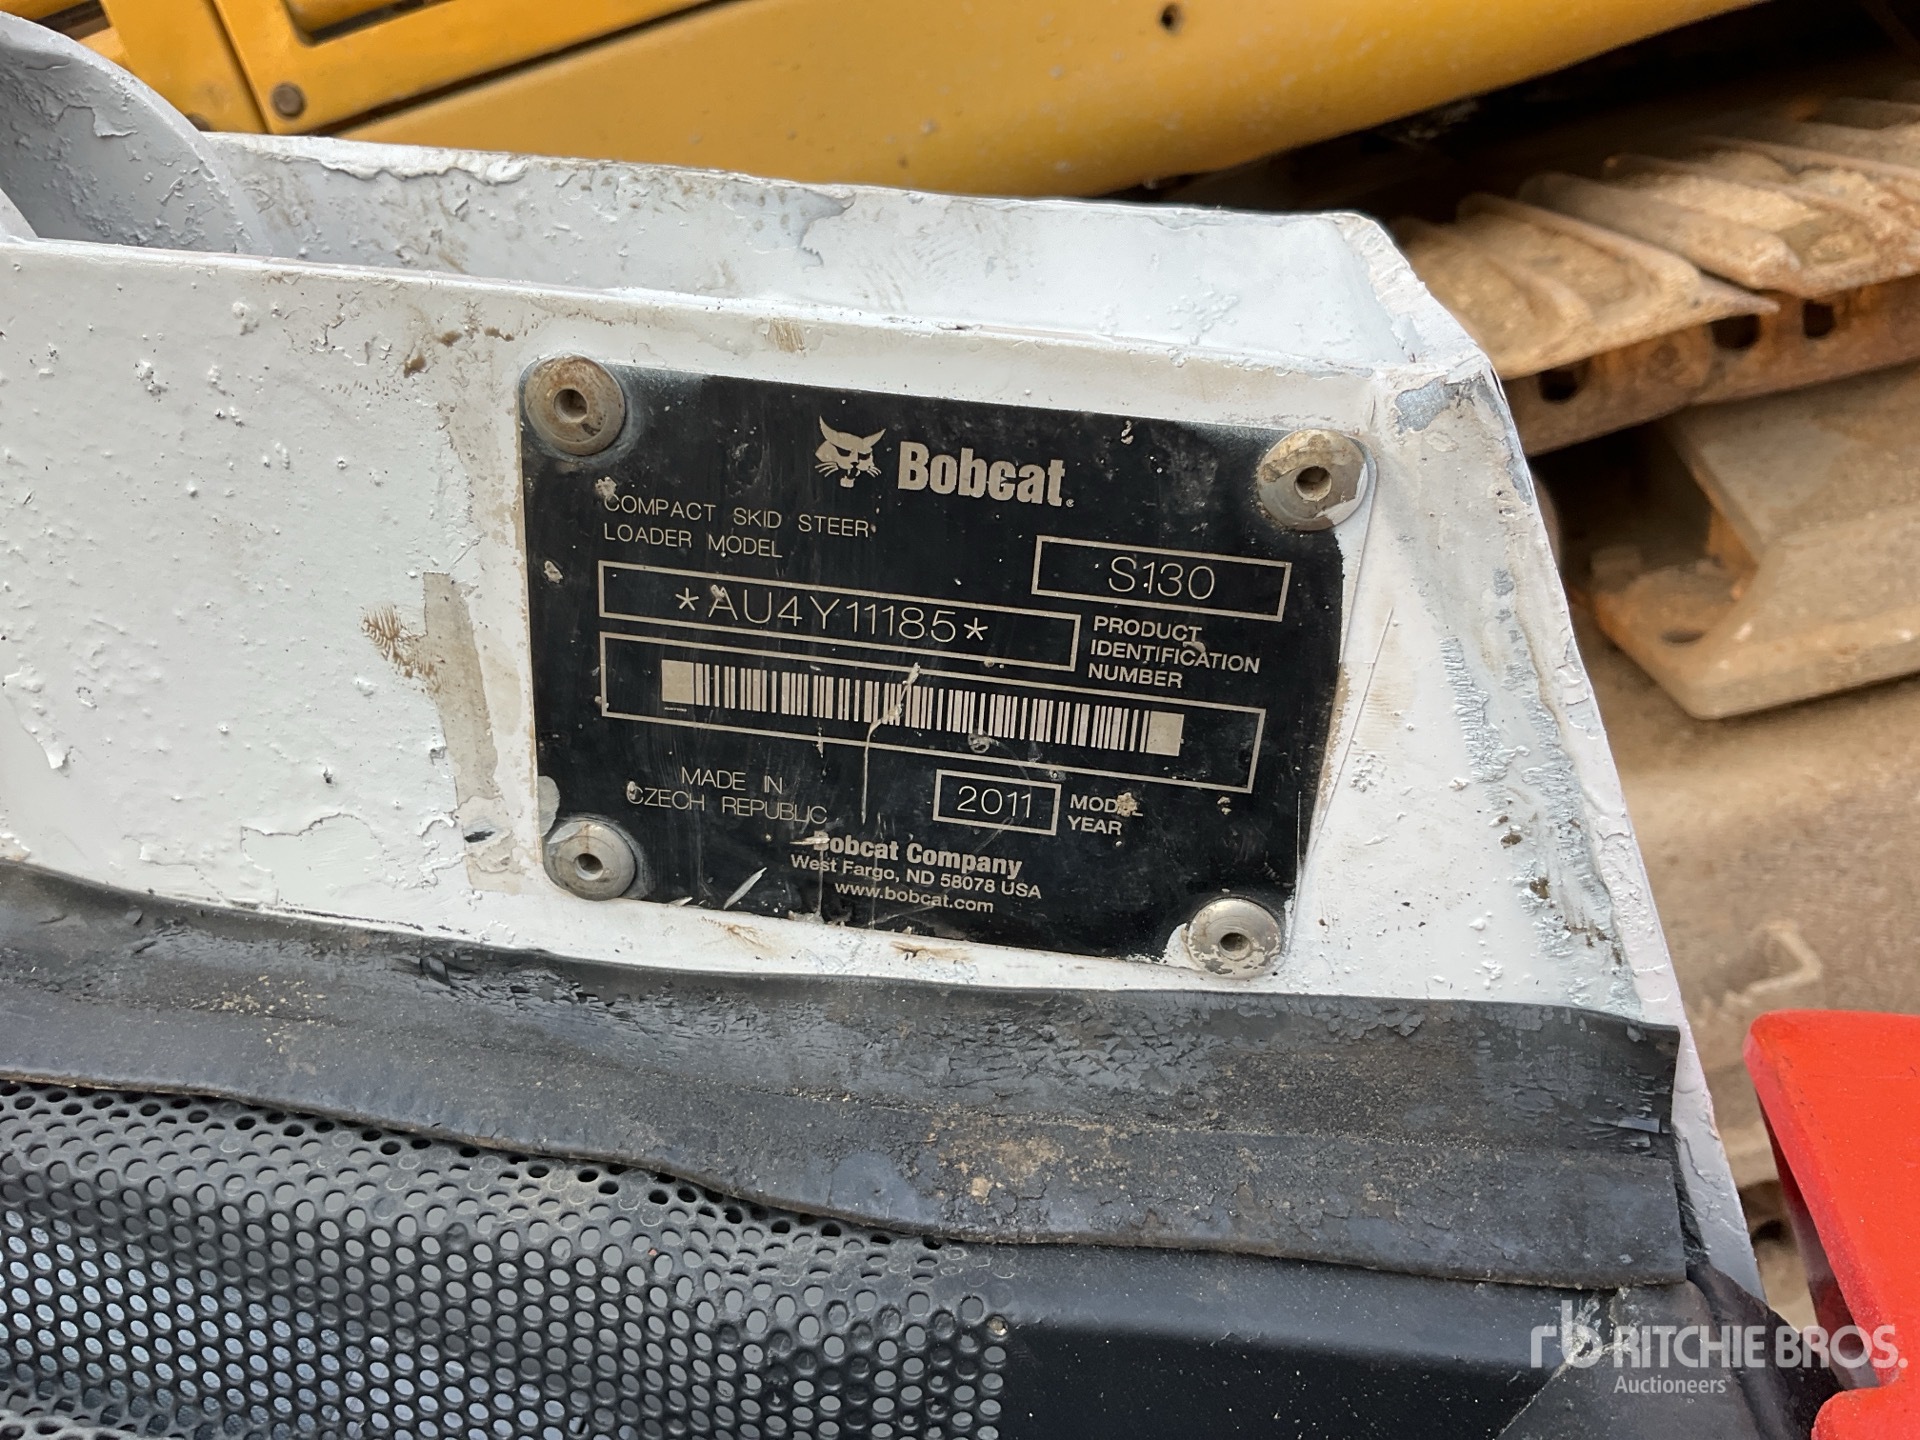 Bobcat®
COMPACT SKID STEER
LOADER MODEL
S130
*AU4Y11185*
PRODUCT
IDENTIFICATION
NUMBER
MADE IN
CZECH REPUBLIC
2011
MODEL
YEAR
Bobcat Company
West Fargo, ND 58078 USA
www.bobcat.com
rb RITCHIE BROS.
Auctioneers